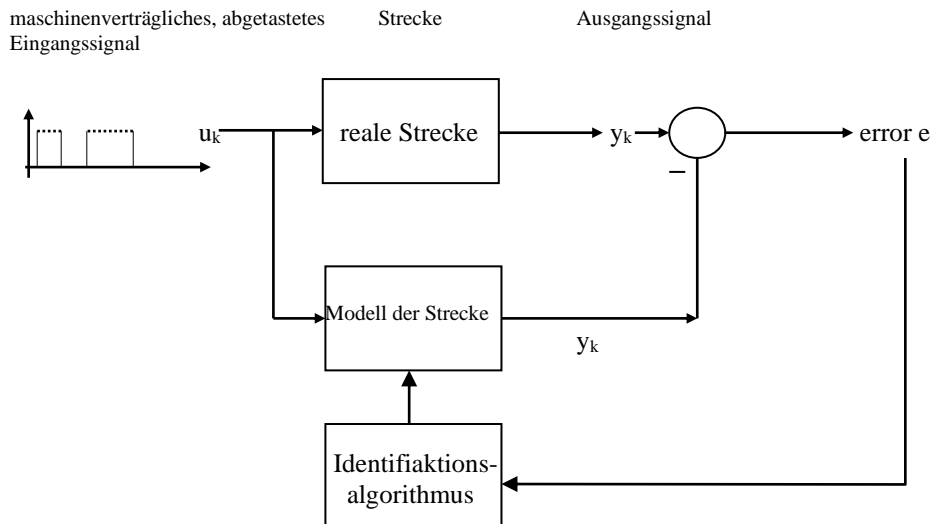 maschinenverträgliches, abgetastetes
Eingangssignal
Strecke
Ausgangssignal
uₖ
reale Strecke
yₖ
error e
–
Modell der Strecke
yₖ
Identifiaktions-
algorithmus